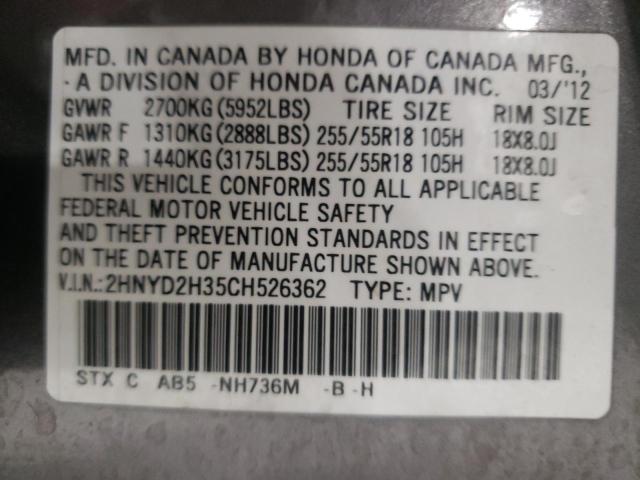 MFD. IN CANADA BY HONDA OF CANADA MFG.,
-A DIVISION OF HONDA CANADA INC. 03/'12
GVWR 2700KG(5952LBS) TIRE SIZE RIM SIZE
GAWR F 1310KG(2888LBS) 255/55R18 105H 18X8.0J
GAWR R 1440KG(3175LBS) 255/55R18 105H 18X8.0J
THIS VEHICLE CONFORMS TO ALL APPLICABLE
FEDERAL MOTOR VEHICLE SAFETY
AND THEFT PREVENTION STANDARDS IN EFFECT
ON THE DATE OF MANUFACTURE SHOWN ABOVE.
V.I.N.:2HNYD2H35CH526362 TYPE: MPV
STX C AB5 -NH736M -B -H